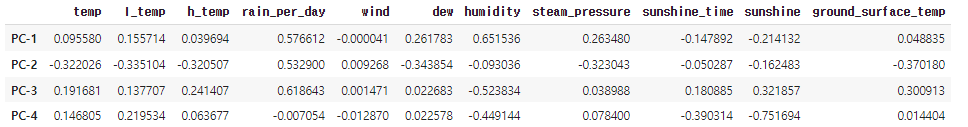 temp l_temp h_temp rain_per_day wind dew humidity steam_pressure sunshine_time sunshine ground_surface_temp
PC-1 0.095580 0.155714 0.039694 0.576612 -0.000041 0.261783 0.651536 0.263480 -0.147892 -0.214132 0.048835
PC-2 -0.322026 -0.335104 -0.320507 0.532900 0.009268 -0.343854 -0.093036 -0.323043 -0.050287 -0.162483 -0.370180
PC-3 0.191681 0.137707 0.241407 0.618643 0.001471 0.022683 -0.523834 0.038988 0.180885 0.321857 0.300913
PC-4 0.146805 0.219534 0.063677 -0.007054 -0.012870 0.022578 -0.449144 0.078400 -0.390314 -0.751694 0.014404